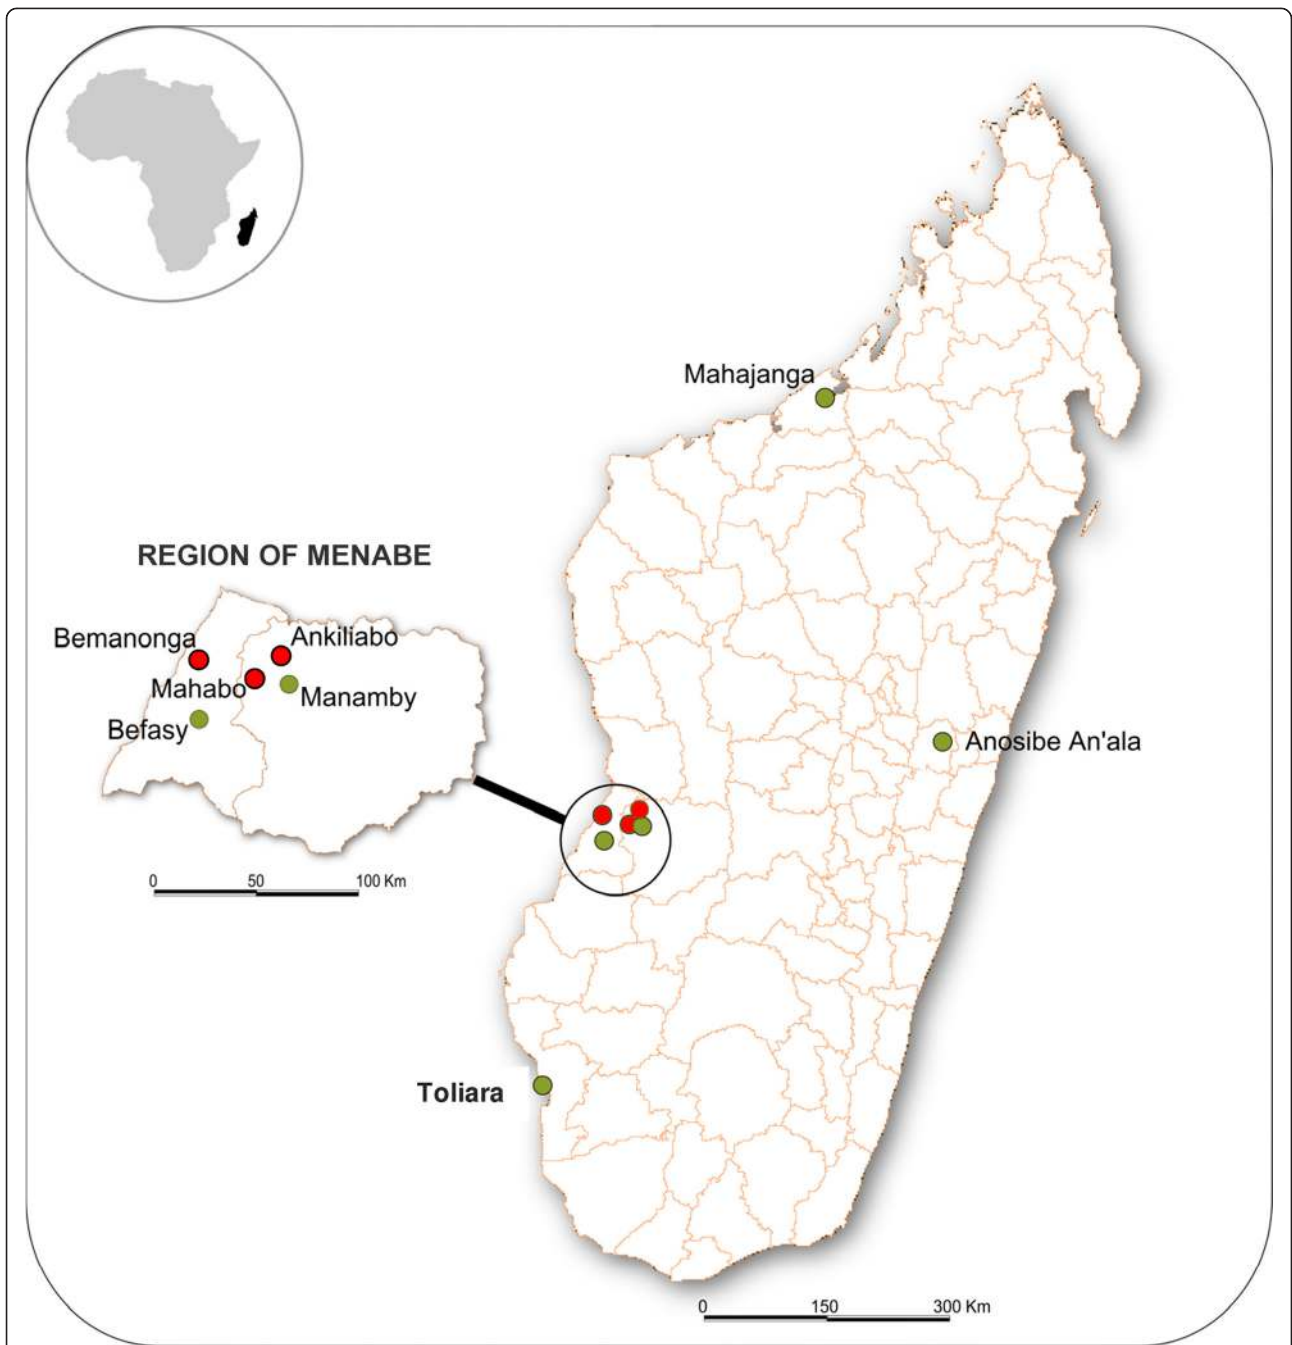 Mahajanga
REGION OF MENABE
Bemanonga
Ankiliabo
Mahabo
Manamby
Befasy
Anosibe An'ala
0 50 100 Km
Toliara
0 150 300 Km